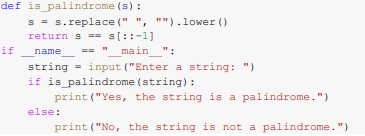 def is_palindrome(s):
    s = s.replace(" ", "").lower()
    return s == s[::-1]
if __name__ == "__main__":
    string = input("Enter a string: ")
    if is_palindrome(string):
        print("Yes, the string is a palindrome.")
    else:
        print("No, the string is not a palindrome.")